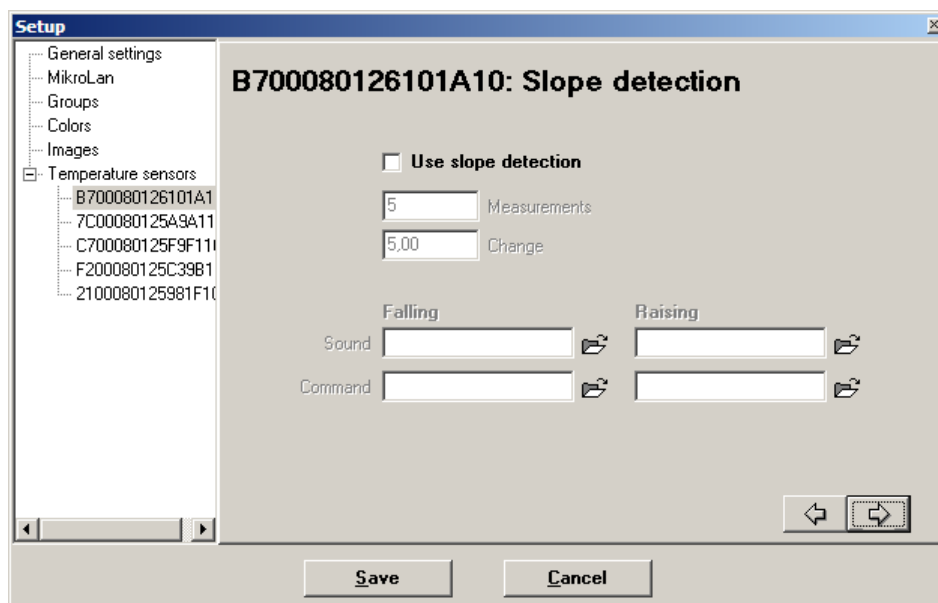 Setup
General settings
MikroLan
Groups
Colors
Images
Temperature sensors
B700080126101A1
7C00080125A9A11
C700080125F9F11
F200080125C39B1
2100080125981F1
B700080126101A10: Slope detection
Use slope detection
5 Measurements
5,00 Change
Falling Raising
Sound
Command
Save Cancel